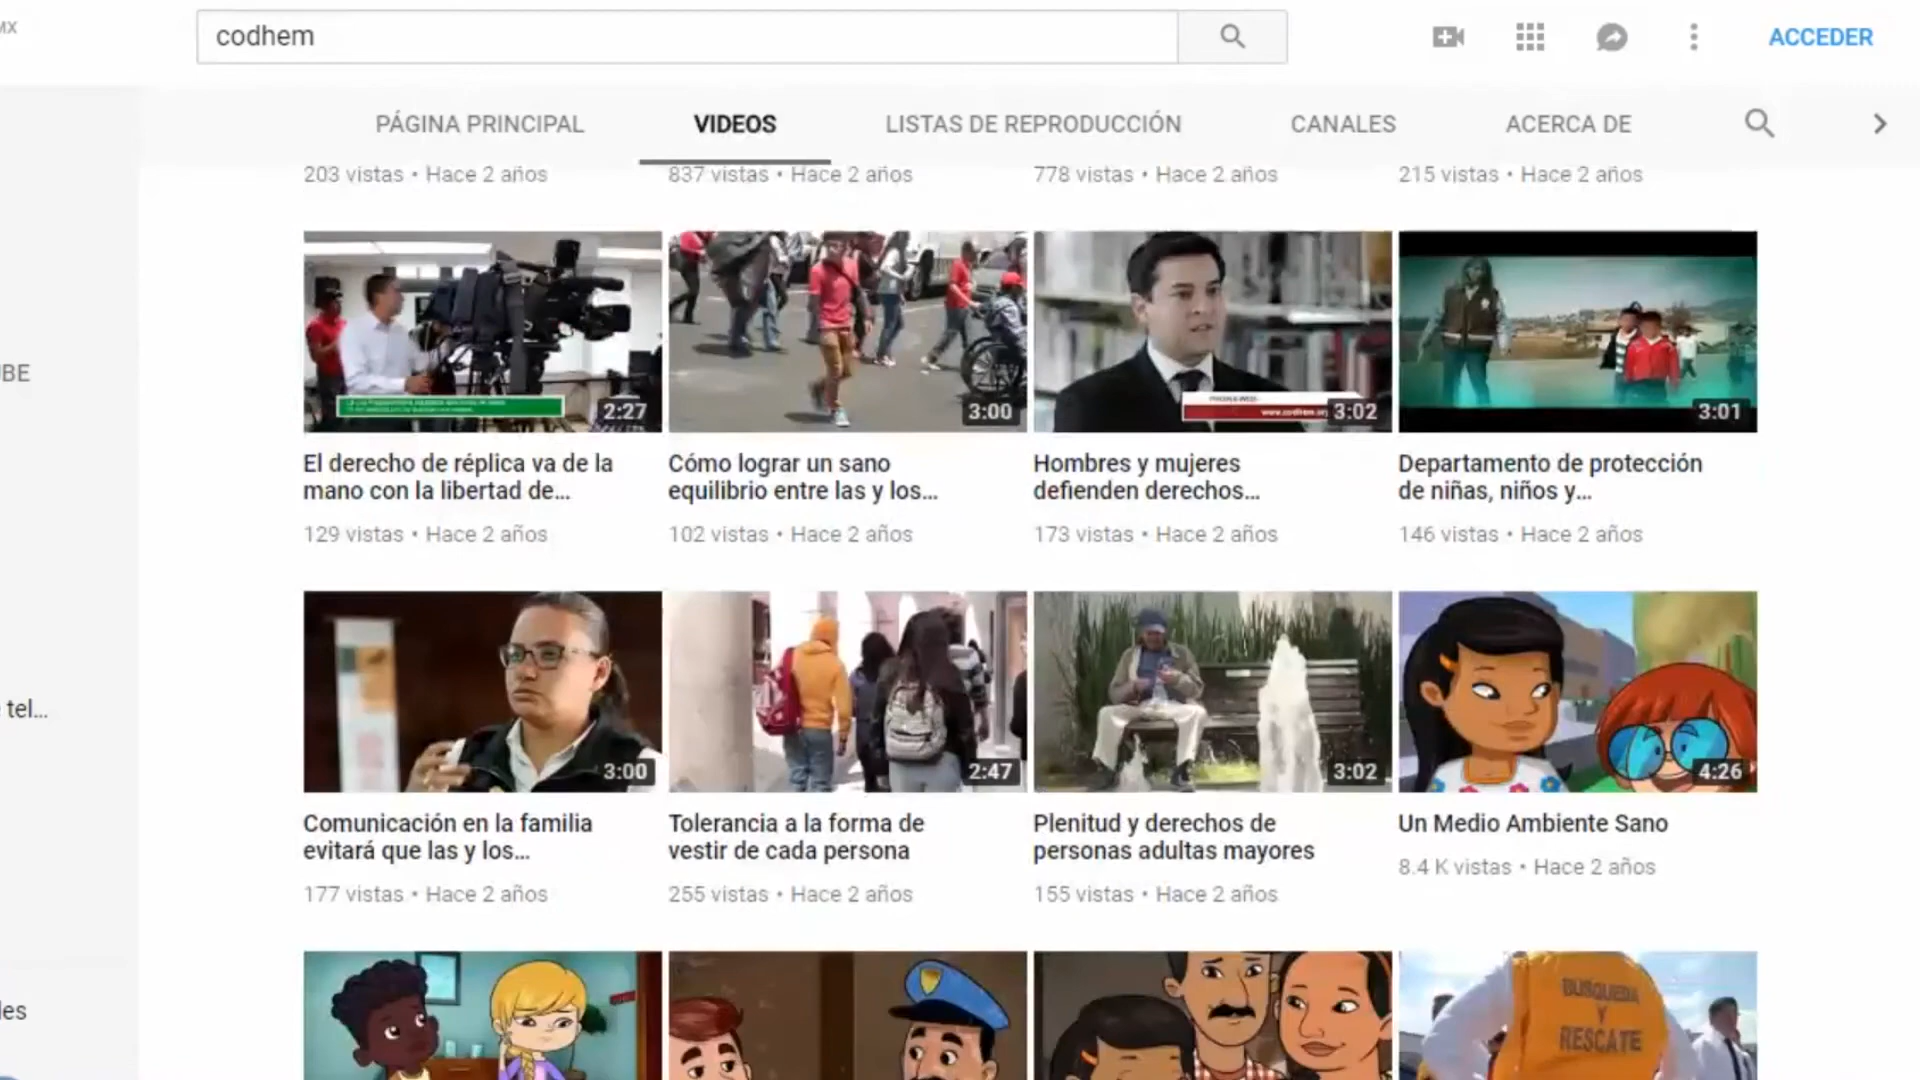 MX
codhem
ACCEDER
PÁGINA PRINCIPAL
VIDEOS
LISTAS DE REPRODUCCIÓN
CANALES
ACERCA DE
203 vistas • Hace 2 años
837 vistas • Hace 2 años
778 vistas • Hace 2 años
215 vistas • Hace 2 años
2:27
3:00
www.codhem.org
3:02
3:01
BE
El derecho de réplica va de la
mano con la libertad de...
129 vistas • Hace 2 años
Cómo lograr un sano
equilibrio entre las y los...
102 vistas • Hace 2 años
Hombres y mujeres
defienden derechos...
173 vistas • Hace 2 años
Departamento de protección
de niñas, niños y...
146 vistas • Hace 2 años
tel...
3:00
2:47
3:02
4:26
Comunicación en la familia
evitará que las y los...
177 vistas • Hace 2 años
Tolerancia a la forma de
vestir de cada persona
255 vistas • Hace 2 años
Plenitud y derechos de
personas adultas mayores
155 vistas • Hace 2 años
Un Medio Ambiente Sano
8.4 K vistas • Hace 2 años
les
BUSQUEDA
Y
RESCATE